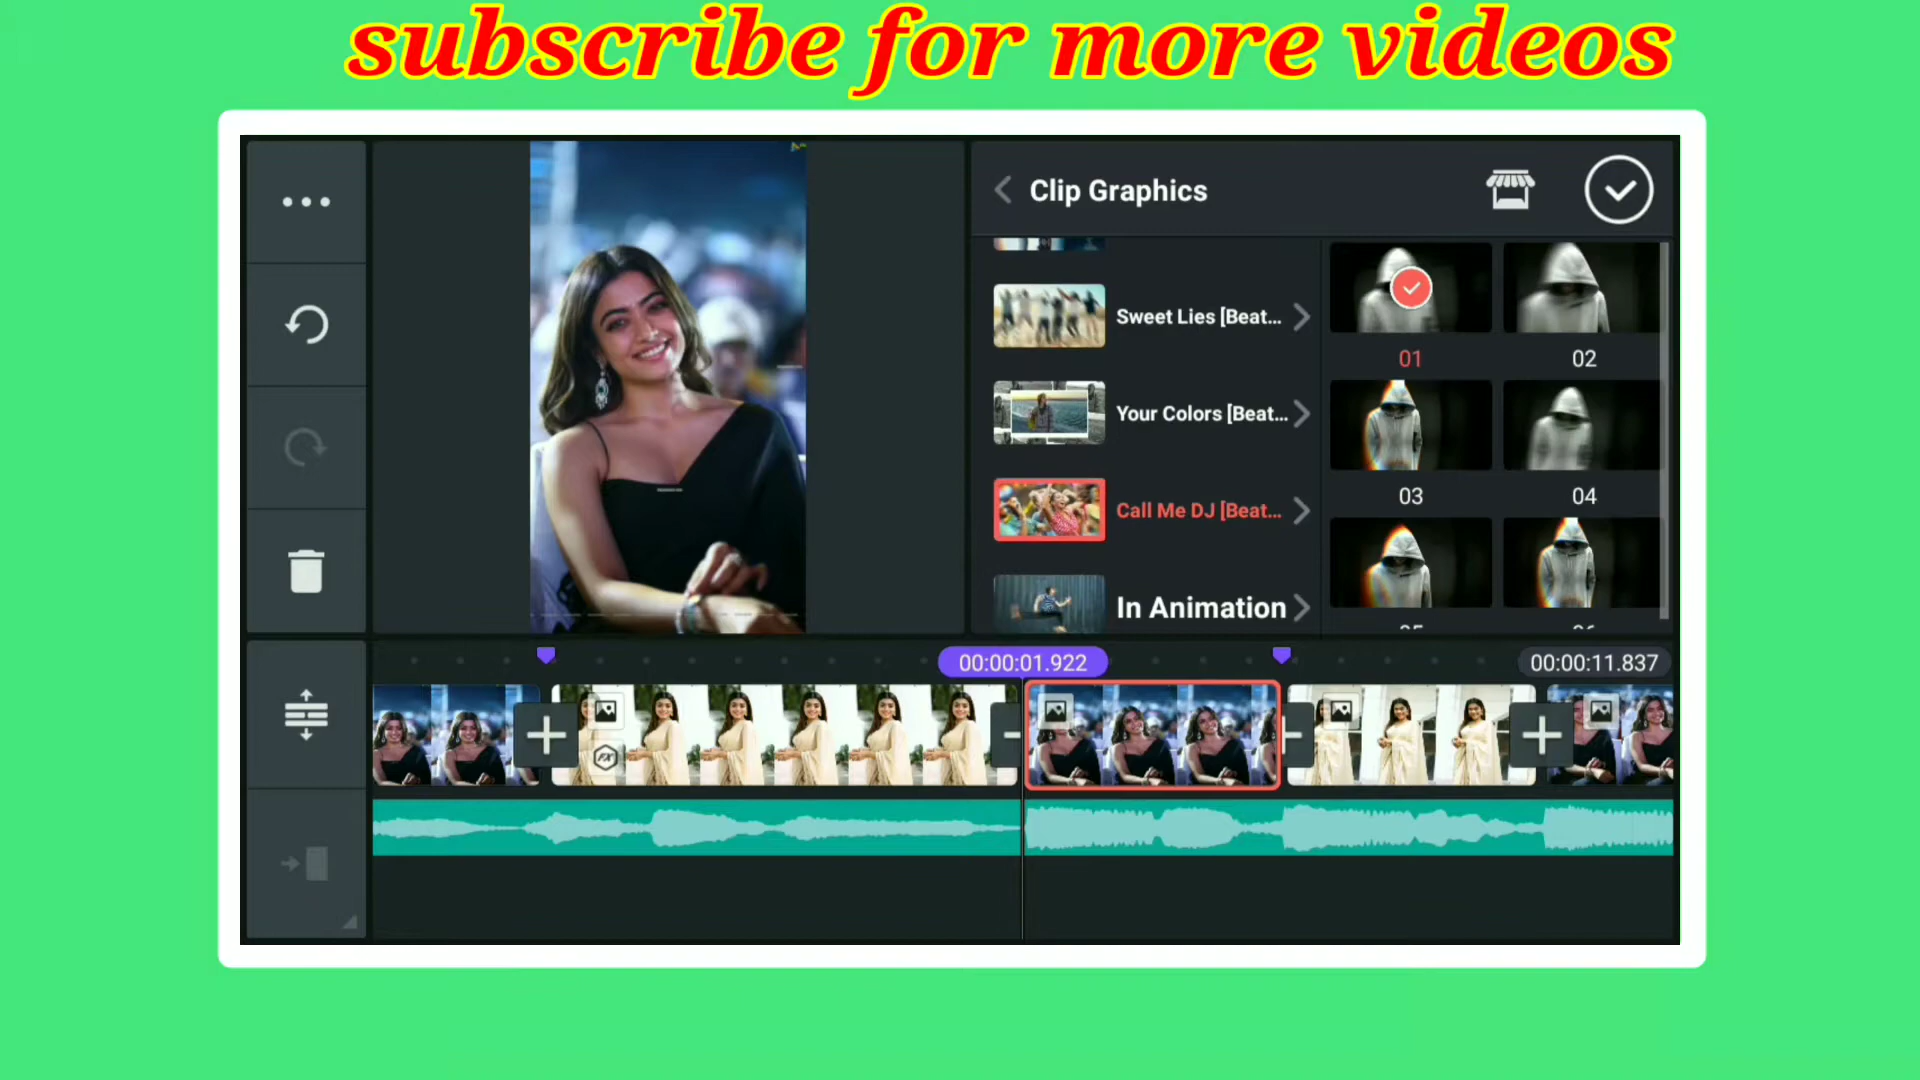 subscribe for more videos
Clip Graphics
Sweet Lies [Beat...
Your Colors [Beat...
Call Me DJ [Beat...
In Animation
01
02
03
04
00:00:01.922
00:00:11.837